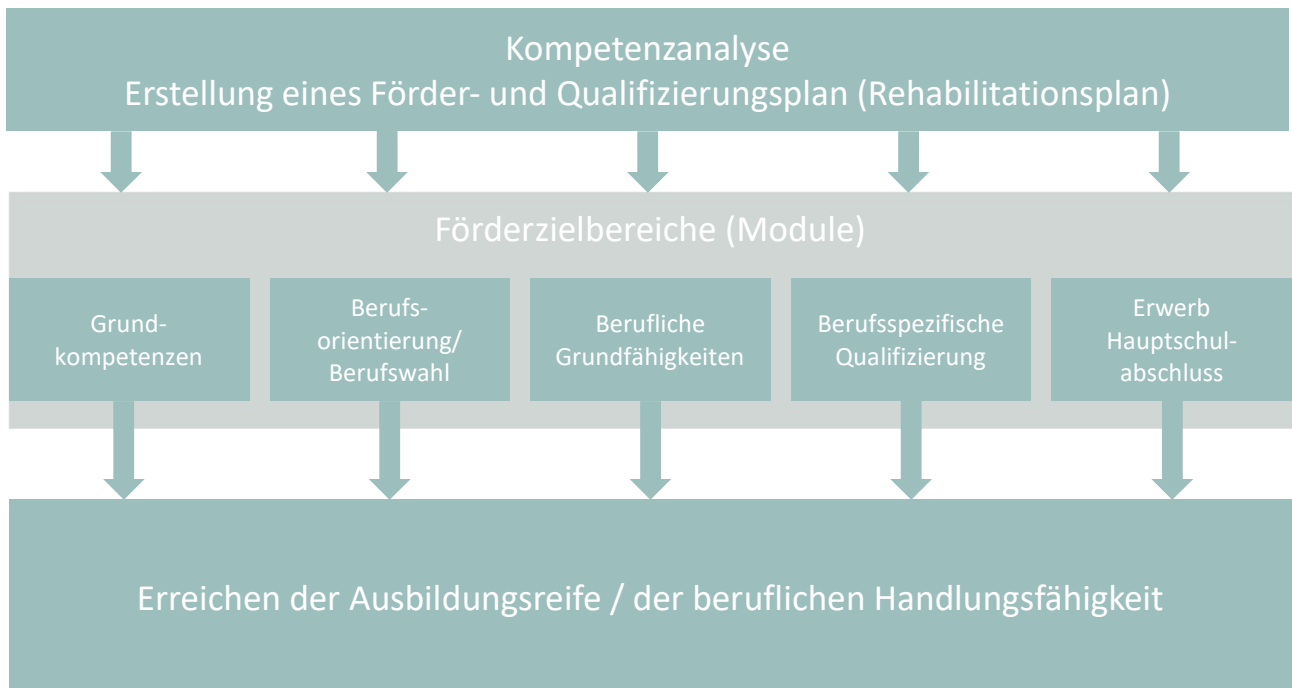 Kompetenzanalyse
Erstellung eines Förder- und Qualifizierungsplan (Rehabilitationsplan)
Förderzielbereiche (Module)
Grund-
kompetenzen
Berufs-
orientierung/
Berufswahl
Berufliche
Grundfähigkeiten
Berufsspezifische
Qualifizierung
Erwerb
Hauptschul-
abschluss
Erreichen der Ausbildungsreife / der beruflichen Handlungsfähigkeit